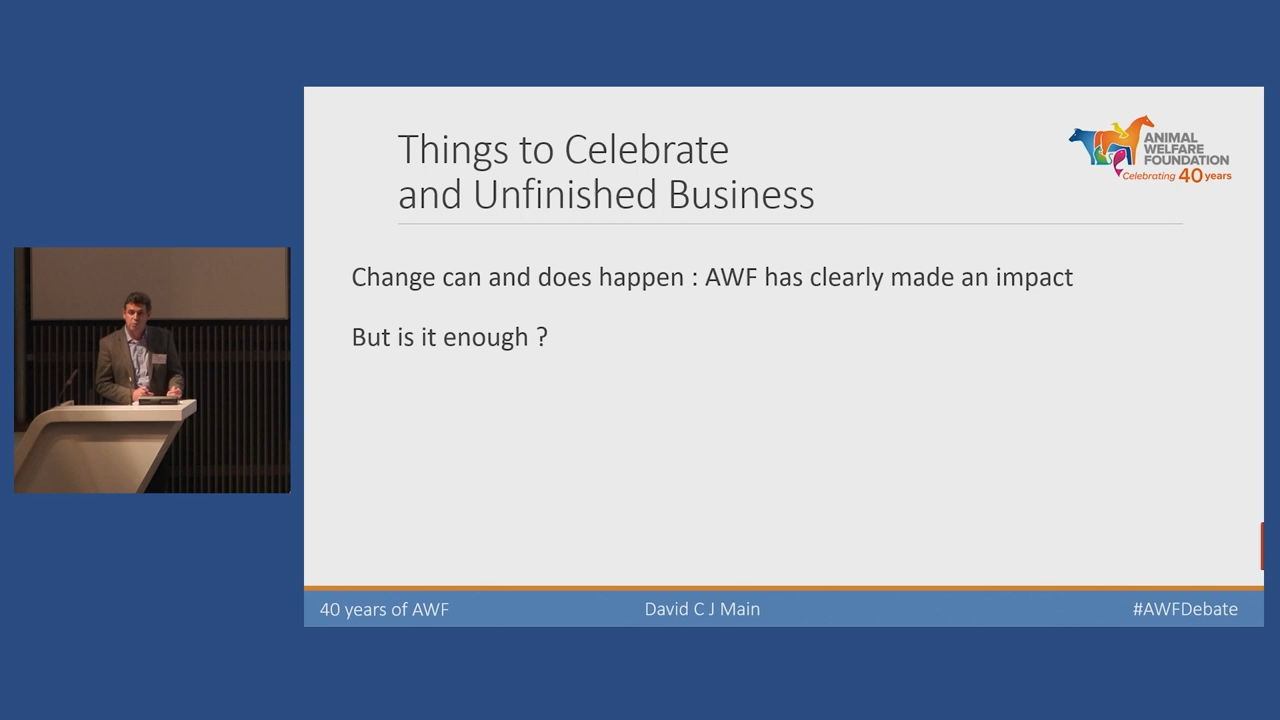 Things to Celebrate
and Unfinished Business
ANIMAL
WELFARE
FOUNDATION
Celebrating 40 years
Change can and does happen : AWF has clearly made an impact
But is it enough ?
40 years of AWF
David C J Main
#AWFDebate